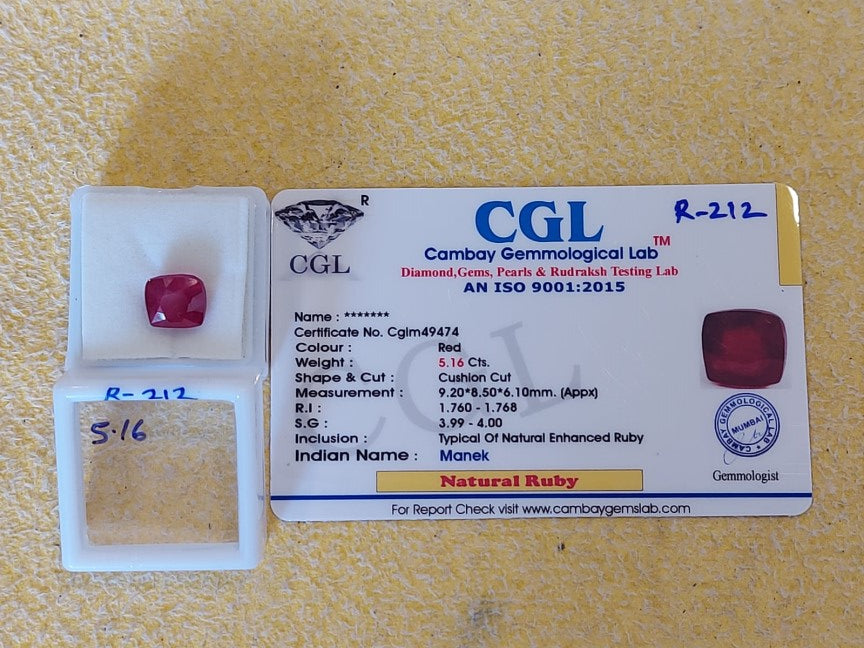 R
CGL
CGL
R-212
TM
Cambay Gemmological Lab
Diamond,Gems, Pearls & Rudraksh Testing Lab
AN ISO 9001:2015
Name : *******
Certificate No. Cglm49474
Colour : Red
Weight : 5.16 Cts.
Shape & Cut : Cushion Cut
Measurement : 9.20*8.50*6.10mm. (Appx)
R.I : 1.760 - 1.768
S.G : 3.99 - 4.00
Inclusion : Typical Of Natural Enhanced Ruby
Indian Name : Manek
Natural Ruby
For Report Check visit www.cambaygemslab.com
CAMBAY GEMMOLOGICAL LAB
MUMBAI
Gemmologist
CGL
R-212
5.16